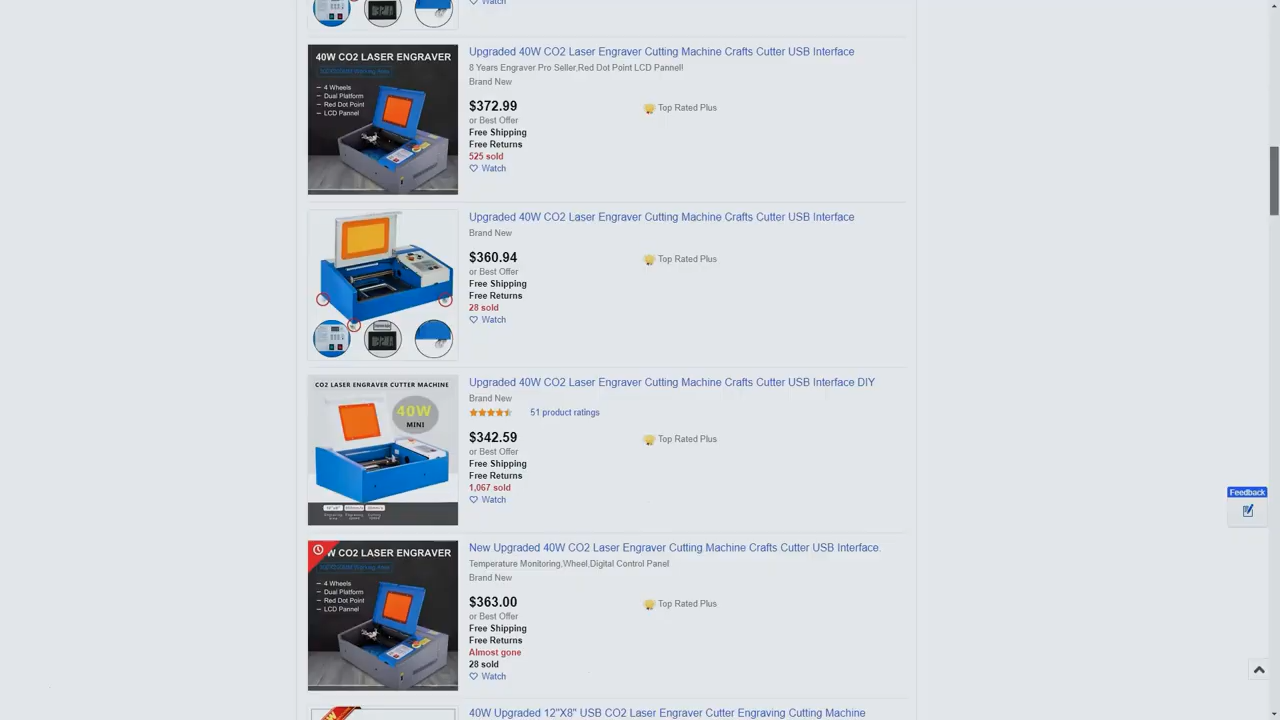 Watch
40W CO2 LASER ENGRAVER
4 Wheels
Dual Platform
Red Dot Point
LCD Pannel
Upgraded 40W CO2 Laser Engraver Cutting Machine Crafts Cutter USB Interface
8 Years Engraver Pro Seller,Red Dot Point LCD Pannel!
Brand New
$372.99
Top Rated Plus
or Best Offer
Free Shipping
Free Returns
525 sold
Watch
Upgraded 40W CO2 Laser Engraver Cutting Machine Crafts Cutter USB Interface
Brand New
$360.94
Top Rated Plus
or Best Offer
Free Shipping
Free Returns
28 sold
Watch
CO2 LASER ENGRAVER CUTTER MACHINE
40W
MINI
Upgraded 40W CO2 Laser Engraver Cutting Machine Crafts Cutter USB Interface DIY
Brand New
51 product ratings
$342.59
Top Rated Plus
or Best Offer
Free Shipping
Free Returns
1,067 sold
Watch
Feedback
W CO2 LASER ENGRAVER
4 Wheels
Dual Platform
Red Dot Point
LCD Pannel
New Upgraded 40W CO2 Laser Engraver Cutting Machine Crafts Cutter USB Interface.
Temperature Monitoring,Wheel,Digital Control Panel
Brand New
$363.00
Top Rated Plus
or Best Offer
Free Shipping
Free Returns
Almost gone
28 sold
Watch
40W Upgraded 12"X8" USB CO2 Laser Engraver Cutter Engraving Cutting Machine